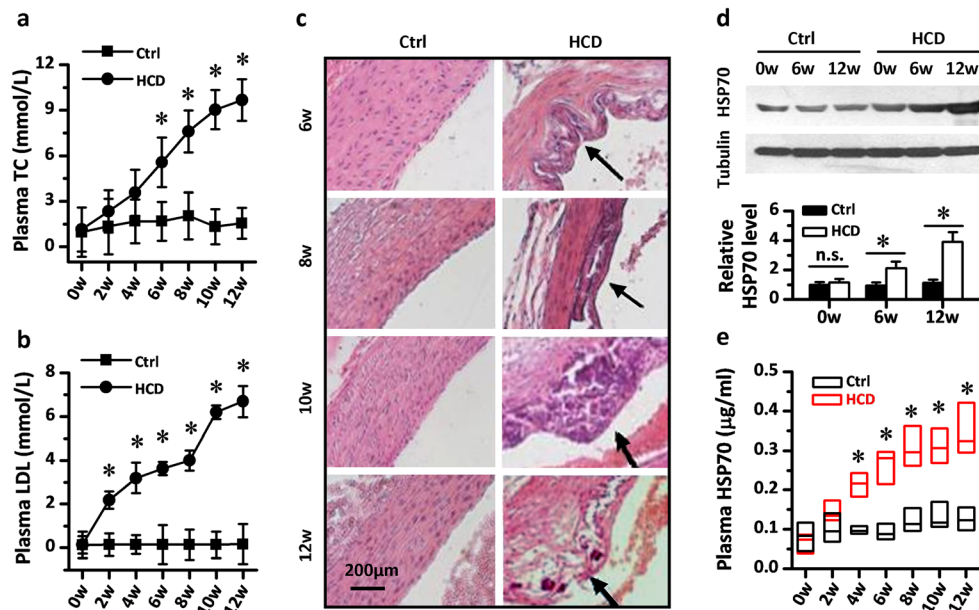 a
Plasma TC (mmol/L)
12
9
6
3
0
Ctrl
HCD
*
*
*
*
0w 2w 4w 6w 8w 10w 12w
b
Plasma LDL (mmol/L)
8
6
4
2
0
Ctrl
HCD
*
*
*
*
*
*
0w 2w 4w 6w 8w 10w 12w
c
Ctrl HCD
6w
8w
10w
12w
200μm
d
Ctrl HCD
0w 6w 12w 0w 6w 12w
HSP70
Tubulin
Relative
HSP70 level
6
4
2
0
Ctrl
HCD
n.s.
*
*
0w 6w 12w
e
Plasma HSP70 (μg/ml)
0.5
0.4
0.3
0.2
0.1
0.0
Ctrl
HCD
*
*
*
*
*
0w 2w 4w 6w 8w 10w 12w